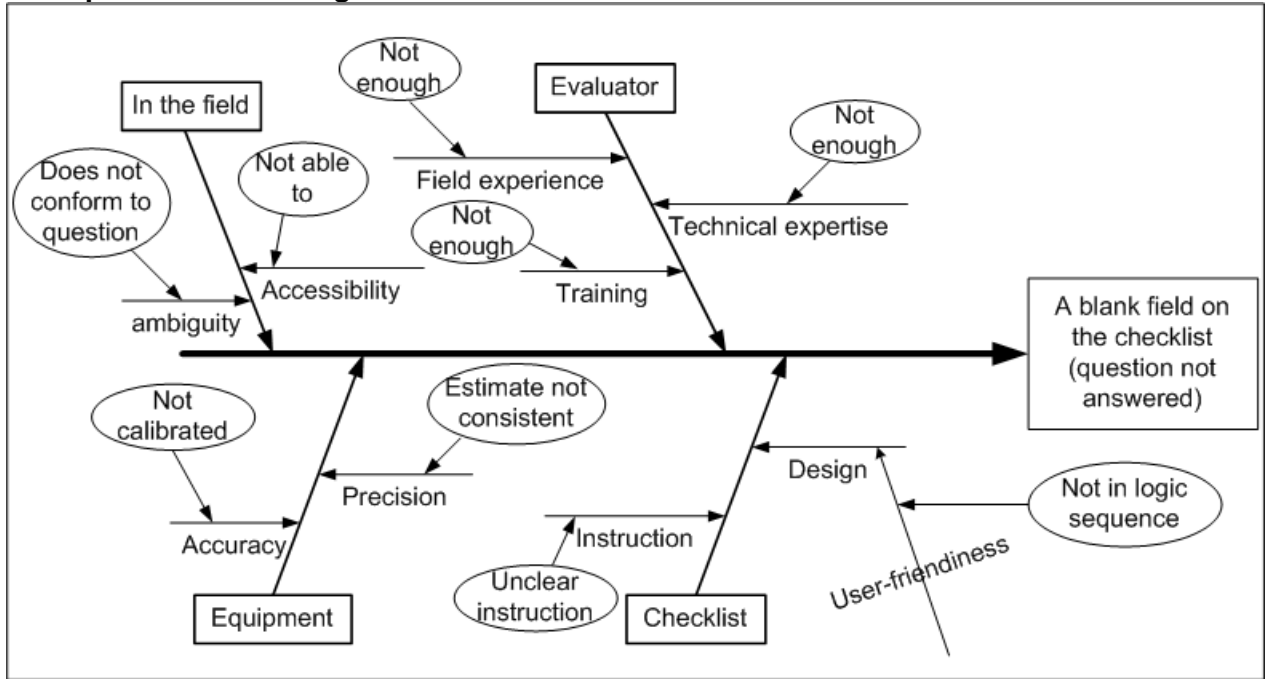 Not
enough
Evaluator
In the field
Not
enough
Does not
conform to
question
Not able
to
Field experience
Not
enough
Technical expertise
Accessibility
Training
ambiguity
A blank field on
the checklist
(question not
answered)
Estimate not
consistent
Not
calibrated
Precision
Design
Not in logic
sequence
Accuracy
Instruction
User-friendiness
Unclear
instruction
Equipment
Checklist